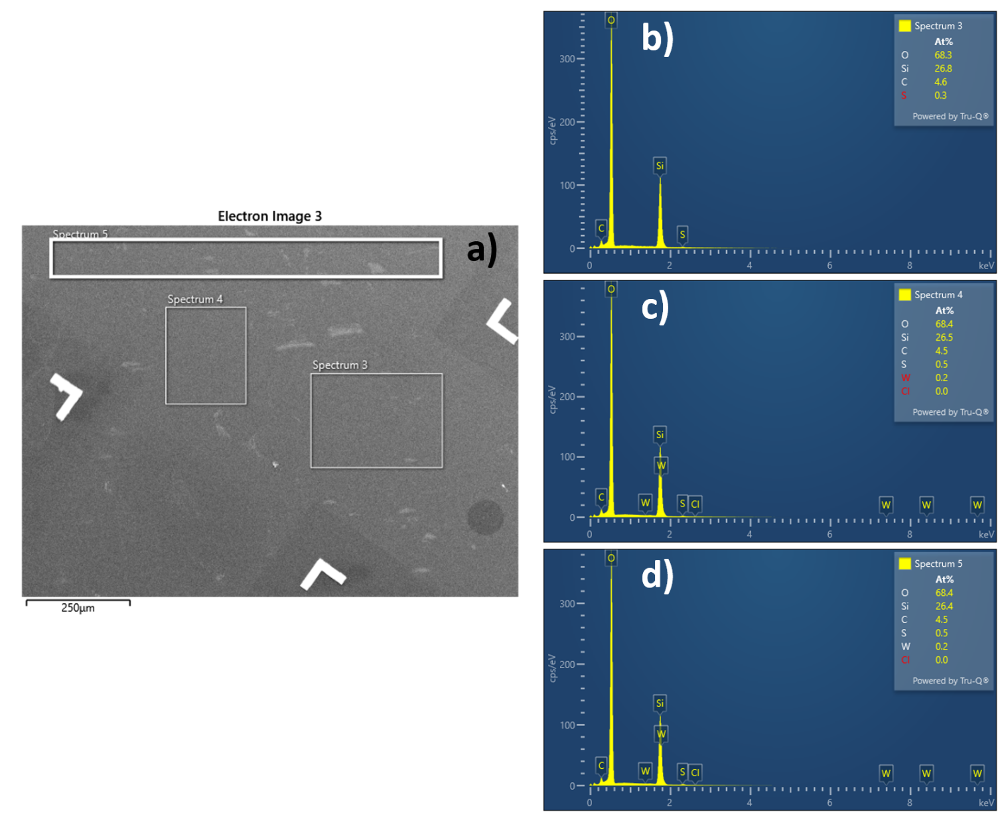 Electron Image 3
a)
Spectrum 5
Spectrum 4
Spectrum 3
250µm
b)
O
Si
C
S
cps/eV
300
200
100
0
0 2 4 6 8 keV
Spectrum 3
At%
O 68.3
Si 26.8
C 4.6
S 0.3
Powered by Tru-Q®
c)
O
Si
W
C
W
S
Cl
W
W
W
cps/eV
300
200
100
0
0 2 4 6 8 keV
Spectrum 4
At%
O 68.4
Si 26.5
C 4.5
S 0.5
W 0.2
Cl 0.0
Powered by Tru-Q®
d)
O
Si
W
C
W
S
Cl
W
W
W
cps/eV
300
200
100
0
0 2 4 6 8 keV
Spectrum 5
At%
O 68.4
Si 26.4
C 4.5
S 0.5
W 0.2
Cl 0.0
Powered by Tru-Q®